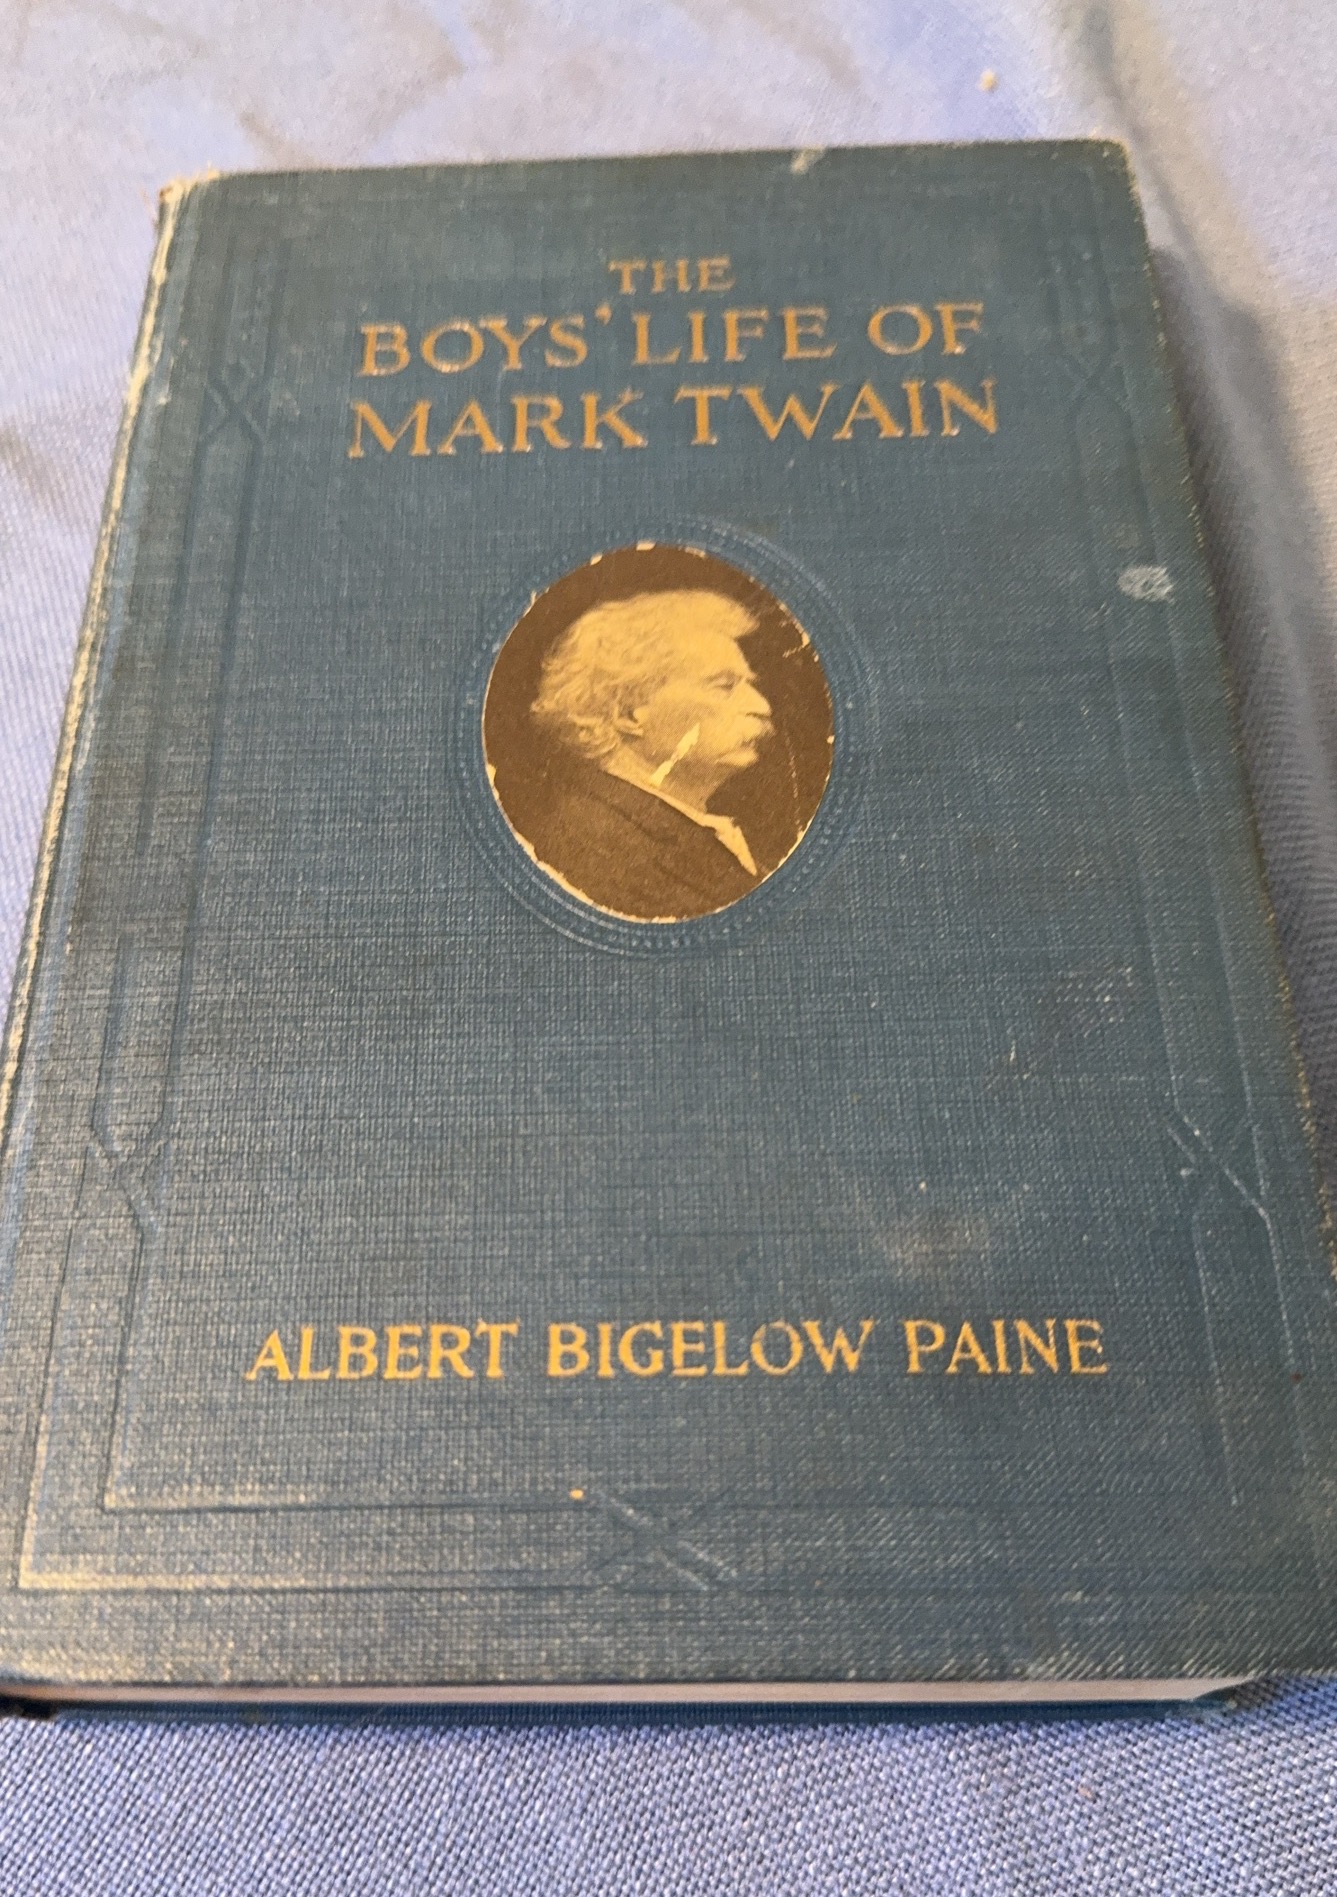 THE
BOYS' LIFE OF
MARK TWAIN
ALBERT BIGELOW PAINE